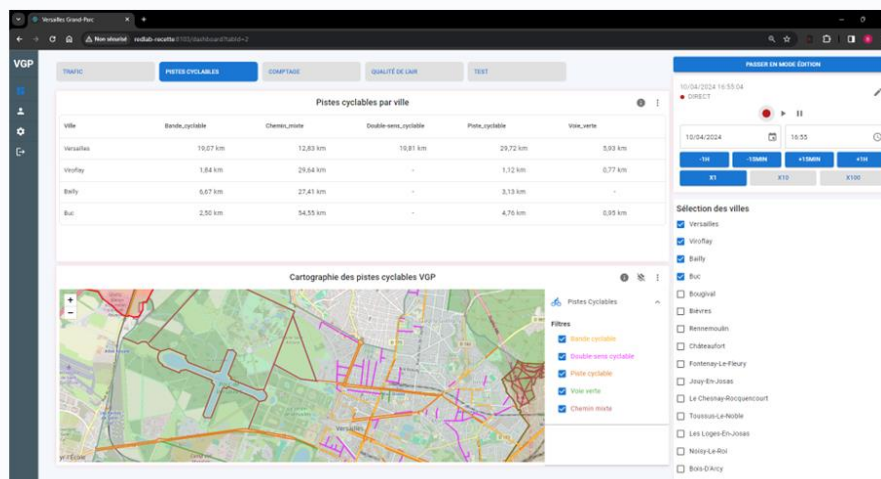 Versailles Grand-Parc
Non sécurisé redlab-recette:8105/dashboard?tabId=2
VGP
TRAFIC
PISTES CYCLABLES
COMPTAGE
QUALITÉ DE L'AIR
TEST
PASSER EN MODE ÉDITION
Pistes cyclables par ville
Ville Bande_cyclable Chemin_mixte Double-sens_cyclable Piste_cyclable Voie_verte
Versailles 19,07 km 12,83 km 19,81 km 29,72 km 5,93 km
Viroflay 1,84 km 29,64 km - 1,12 km 0,77 km
Bailly 6,67 km 27,41 km - 3,13 km -
Buc 2,50 km 54,55 km - 4,76 km 0,95 km
10/04/2024 16:55:04
DIRECT
10/04/2024 16:55
-1H -15MIN +15MIN +1H
X1 X10 X100
Sélection des villes
Versailles
Viroflay
Bailly
Buc
Bougival
Bièvres
Rennemoulin
Châteaufort
Fontenay-Le-Fleury
Jouy-En-Josas
Le Chesnay-Rocquencourt
Toussus-Le-Noble
Les Loges-En-Josas
Noisy-Le-Roi
Bois-D'Arcy
Cartographie des pistes cyclables VGP
+
−
Versailles
Pistes Cyclables
Filtres
Bande cyclable
Double-sens cyclable
Piste cyclable
Voie verte
Chemin mixte